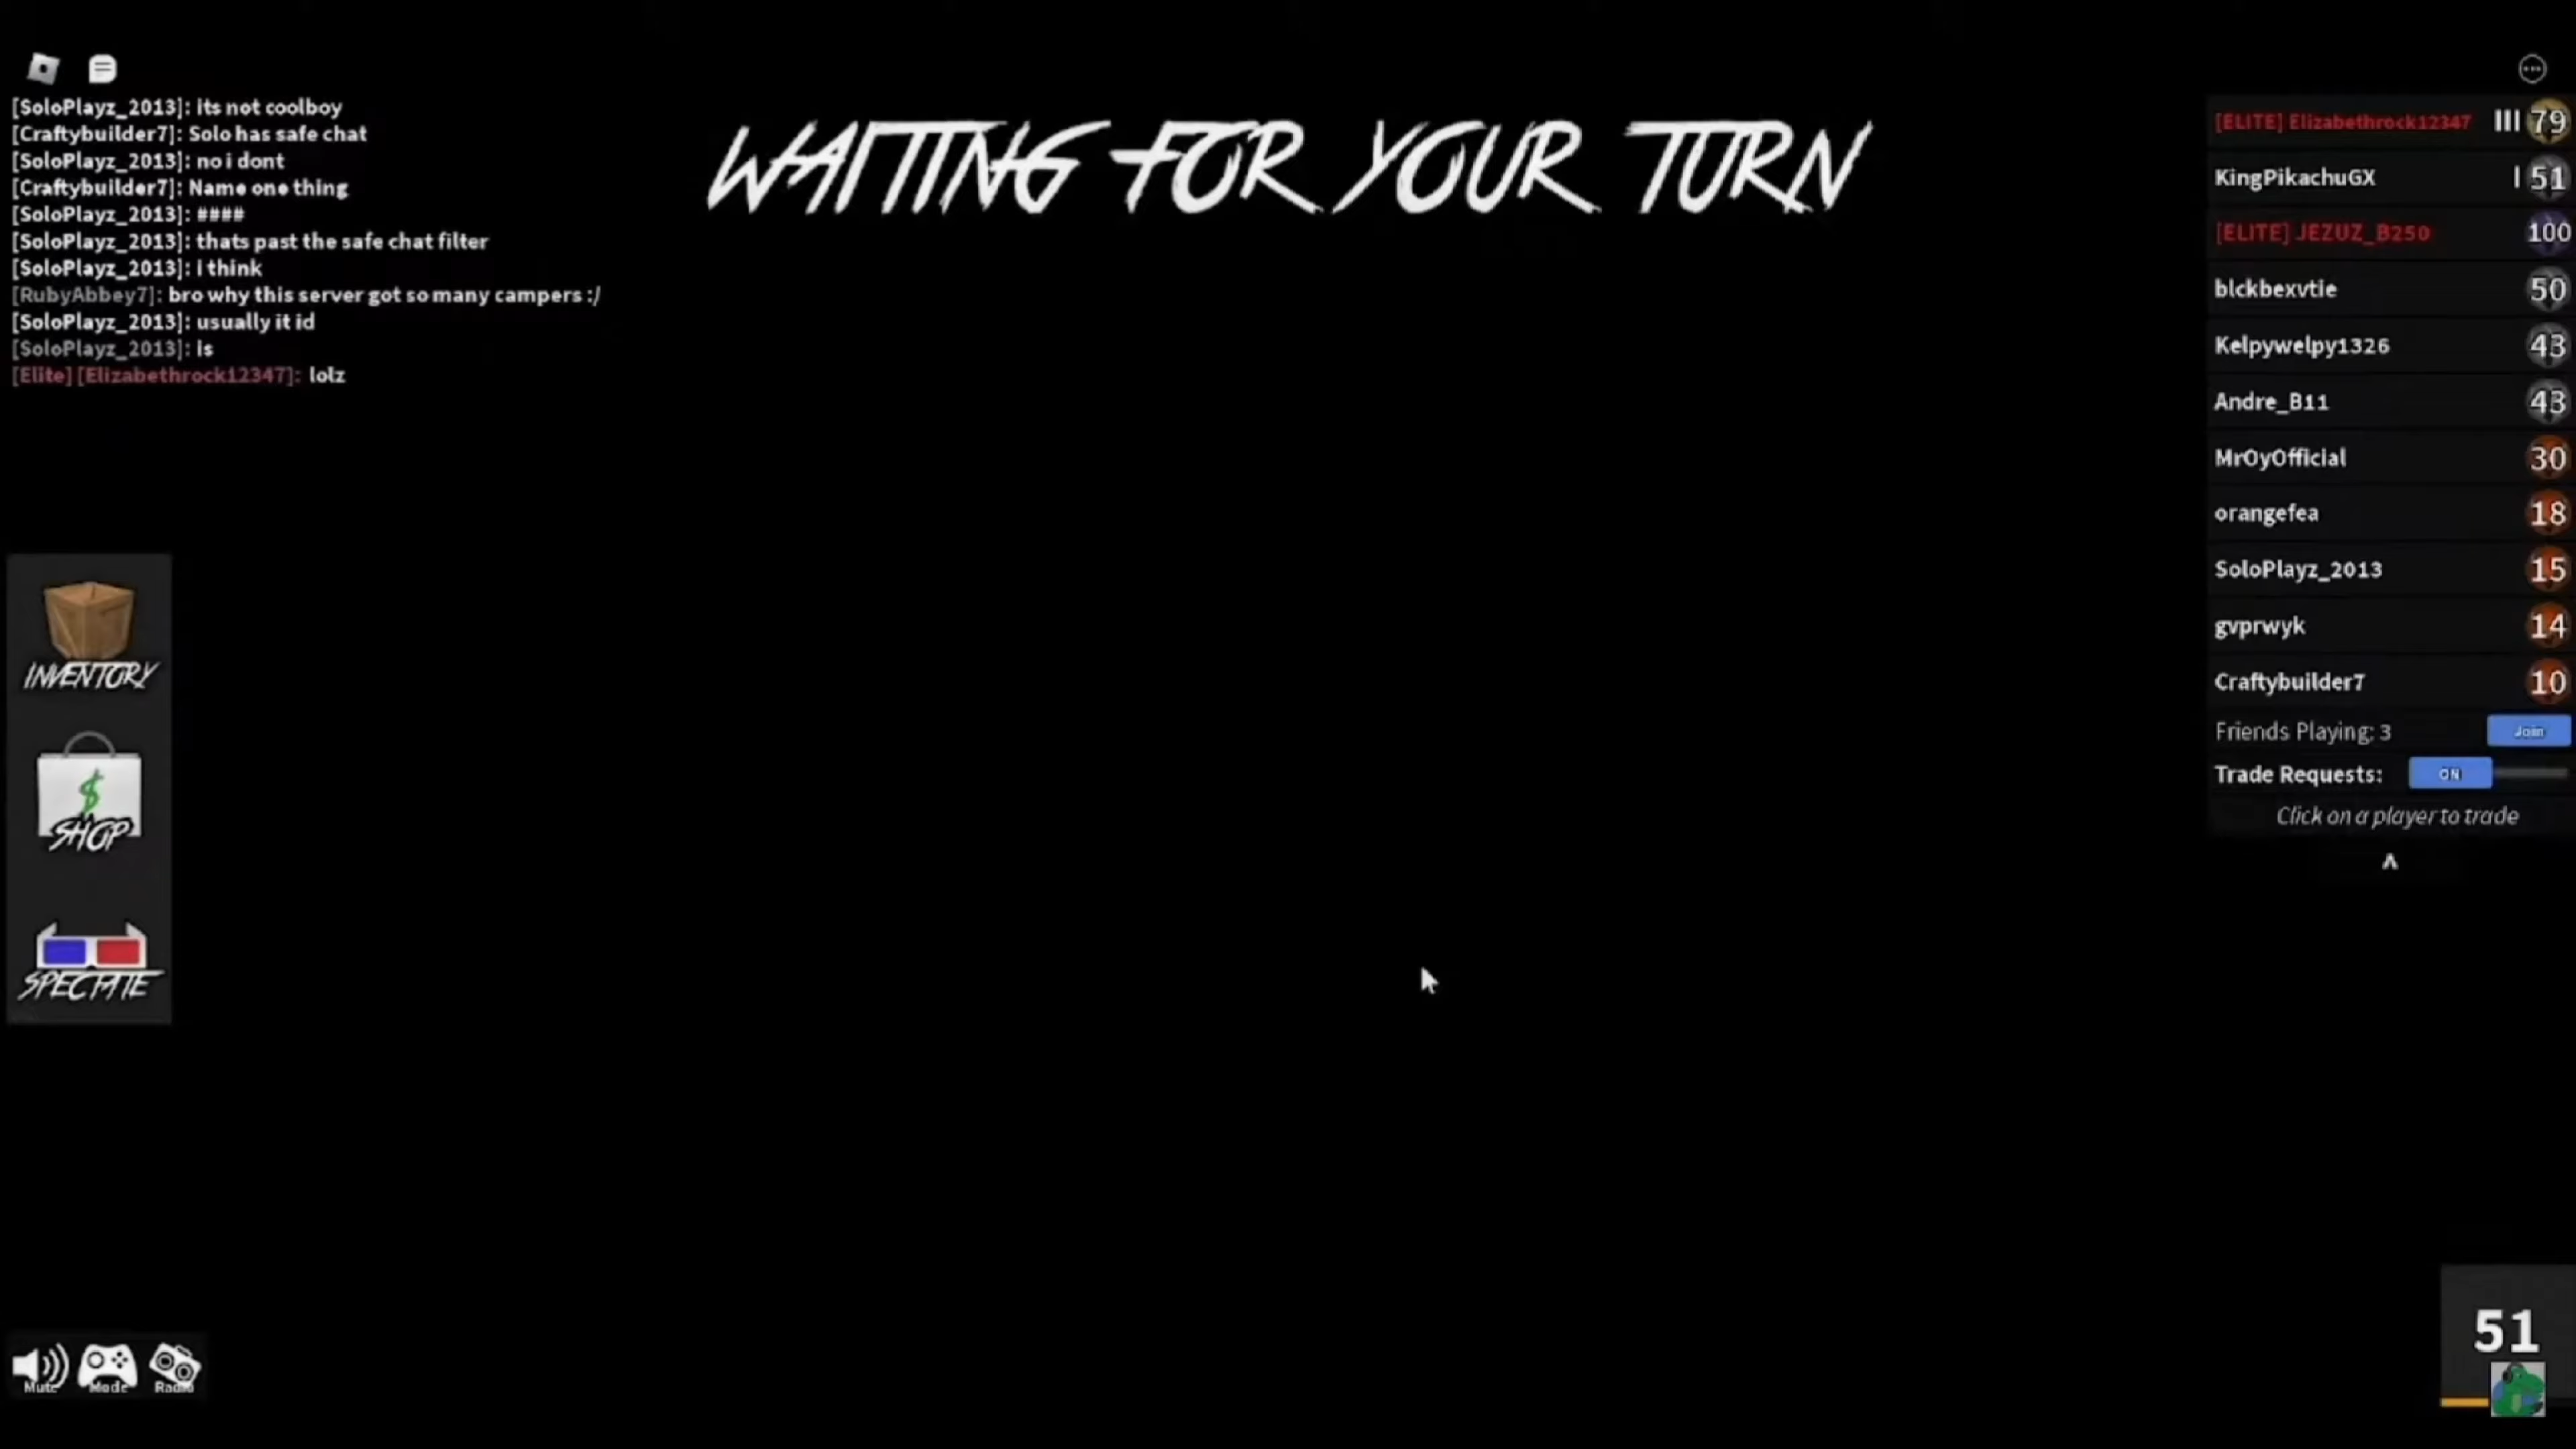 [SoloPlayz_2013]: its not coolboy
[Craftybuilder7]: Solo has safe chat
[SoloPlayz_2013]: no i dont
[Craftybuilder7]: Name one thing
[SoloPlayz_2013]: ####
[SoloPlayz_2013]: thats past the safe chat filter
[SoloPlayz_2013]: i think
[RubyAbbey7]: bro why this server got so many campers :/
[SoloPlayz_2013]: usually it id
[SoloPlayz_2013]: is
[Elite] [Elizabethrock12347]: lolz
WAITING FOR YOUR TURN
[ELITE] Elizabethrock12347 III 79
KingPikachuGX I 51
[ELITE] JEZUZ_B250 100
blckbexvtie 50
Kelpywelpy1326 43
Andre_B11 43
MrOyOfficial 30
orangefea 18
SoloPlayz_2013 15
gvprwyk 14
Craftybuilder7 10
Friends Playing: 3 Join
Trade Requests: ON
Click on a player to trade
INVENTORY
$
SHOP
SPECTATE
Mute Mode Radio
51